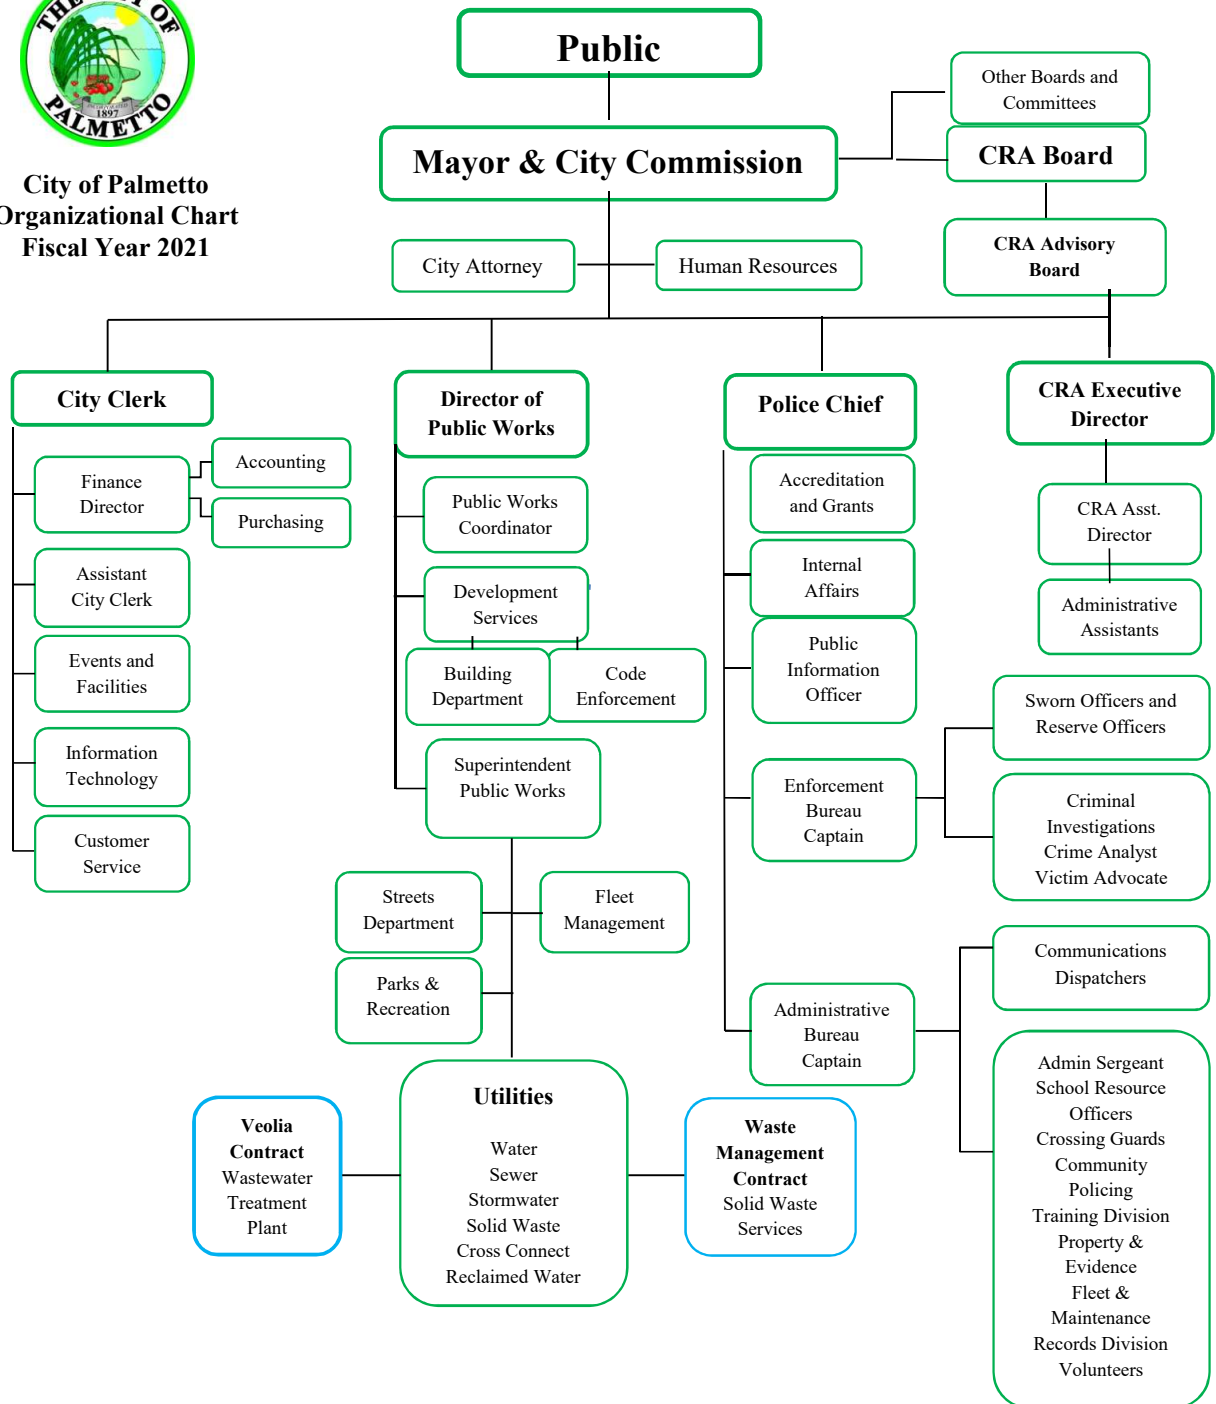 THE CITY OF
INCORPORATED
1897
PALMETTO
City of Palmetto
Organizational Chart
Fiscal Year 2021
Public
Mayor & City Commission
Other Boards and
Committees
CRA Board
CRA Advisory
Board
City Attorney
Human Resources
City Clerk
Finance
Director
Accounting
Purchasing
Assistant
City Clerk
Events and
Facilities
Information
Technology
Customer
Service
Director of
Public Works
Public Works
Coordinator
Development
Services
Building
Department
Code
Enforcement
Superintendent
Public Works
Streets
Department
Fleet
Management
Parks &
Recreation
Utilities
Water
Sewer
Stormwater
Solid Waste
Cross Connect
Reclaimed Water
Veolia
Contract
Wastewater
Treatment
Plant
Waste
Management
Contract
Solid Waste
Services
Police Chief
Accreditation
and Grants
Internal
Affairs
Public
Information
Officer
Enforcement
Bureau
Captain
Sworn Officers and
Reserve Officers
Criminal
Investigations
Crime Analyst
Victim Advocate
Administrative
Bureau
Captain
Communications
Dispatchers
Admin Sergeant
School Resource
Officers
Crossing Guards
Community
Policing
Training Division
Property &
Evidence
Fleet &
Maintenance
Records Division
Volunteers
CRA Executive
Director
CRA Asst.
Director
Administrative
Assistants